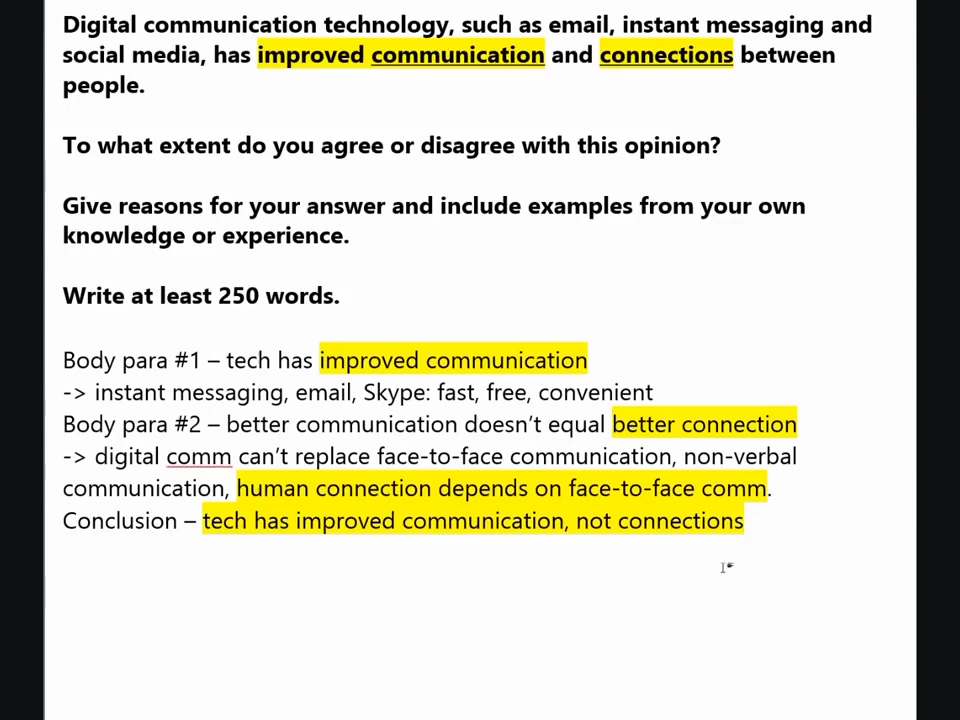 Digital communication technology, such as email, instant messaging and
social media, has improved communication and connections between
people.
To what extent do you agree or disagree with this opinion?
Give reasons for your answer and include examples from your own
knowledge or experience.
Write at least 250 words.
Body para #1 – tech has improved communication
-> instant messaging, email, Skype: fast, free, convenient
Body para #2 – better communication doesn’t equal better connection
-> digital comm can’t replace face-to-face communication, non-verbal
communication, human connection depends on face-to-face comm.
Conclusion – tech has improved communication, not connections